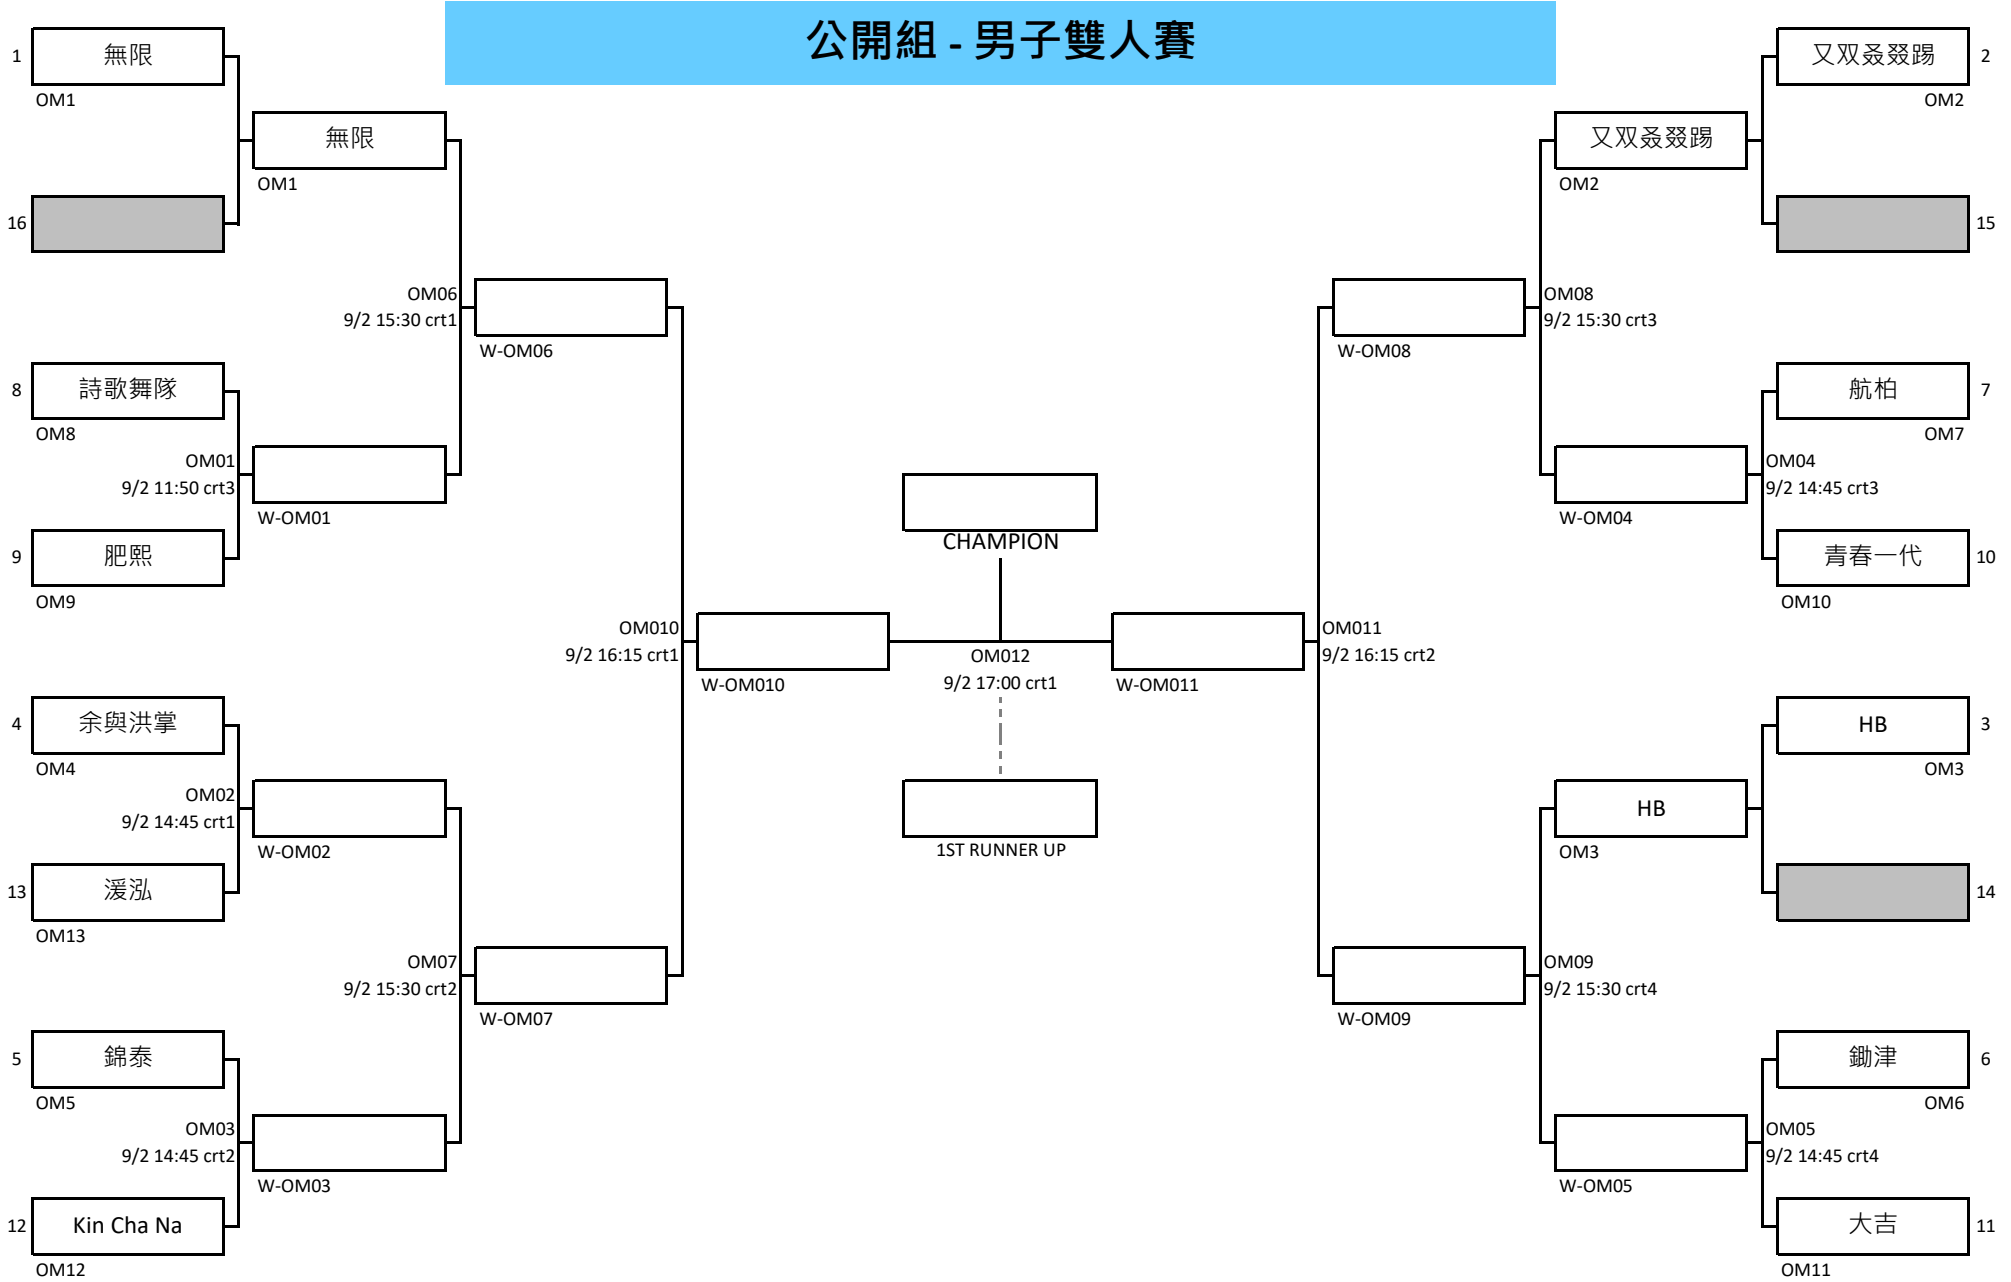 公開組 - 男子雙人賽
1
無限
OM1
無限
OM1
16
OM06
9/2 15:30 crt1
W-OM06
8
詩歌舞隊
OM8
OM01
9/2 11:50 crt3
W-OM01
9
肥熙
OM9
OM010
9/2 16:15 crt1
W-OM010
4
余與洪掌
OM4
OM02
9/2 14:45 crt1
W-OM02
13
湲泓
OM13
OM07
9/2 15:30 crt2
W-OM07
5
錦泰
OM5
OM03
9/2 14:45 crt2
W-OM03
12
Kin Cha Na
OM12
CHAMPION
OM012
9/2 17:00 crt1
1ST RUNNER UP
又双叒叕踢
2
OM2
又双叒叕踢
OM2
15
OM08
9/2 15:30 crt3
W-OM08
航柏
7
OM7
OM04
9/2 14:45 crt3
W-OM04
青春一代
10
OM10
OM011
9/2 16:15 crt2
W-OM011
HB
3
OM3
HB
OM3
14
OM09
9/2 15:30 crt4
W-OM09
鋤津
6
OM6
OM05
9/2 14:45 crt4
W-OM05
大吉
11
OM11